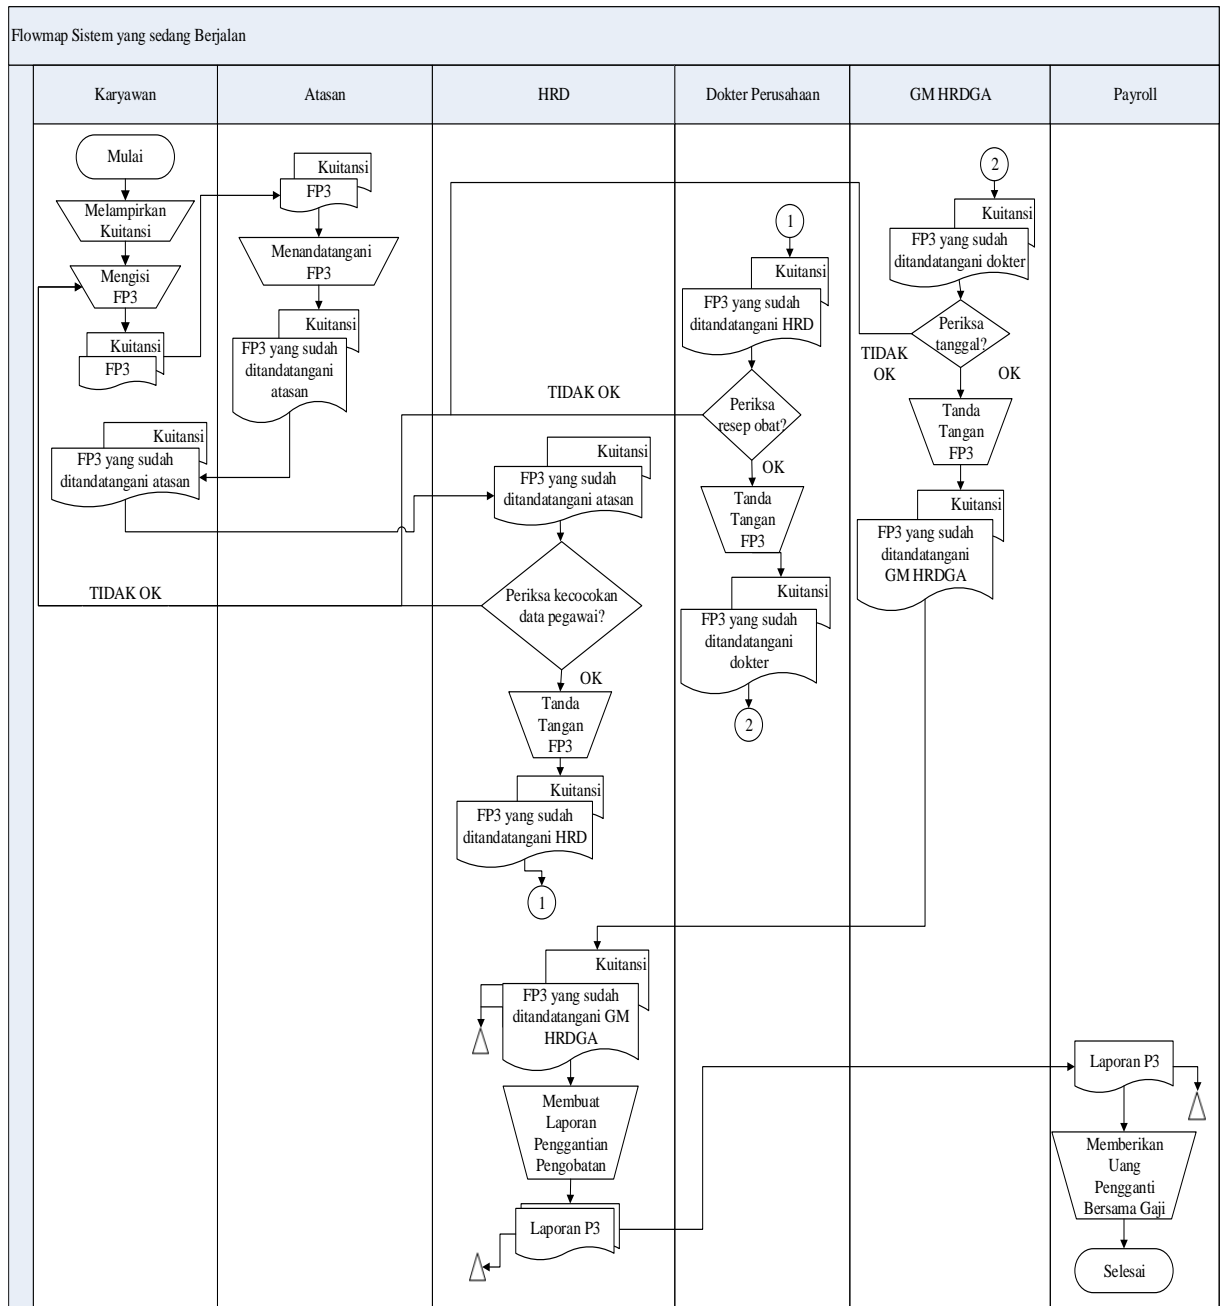 Flowmap Sistem yang sedang Berjalan
Karyawan
Atasan
HRD
Dokter Perusahaan
GM HRDGA
Payroll
Mulai
Melampirkan
Kuitansi
Mengisi
FP3
Kuitansi
FP3
Kuitansi
FP3 yang sudah
ditandatangani atasan
TIDAK OK
Kuitansi
FP3
Menandatangani
FP3
Kuitansi
FP3 yang sudah
ditandatangani
atasan
TIDAK OK
Kuitansi
FP3 yang sudah
ditandatangani atasan
Periksa kecocokan
data pegawai?
OK
Tanda
Tangan
FP3
Kuitansi
FP3 yang sudah
ditandatangani HRD
1
Kuitansi
FP3 yang sudah
ditandatangani GM
HRDGA
Membuat
Laporan
Penggantian
Pengobatan
Laporan P3
1
Kuitansi
FP3 yang sudah
ditandatangani HRD
Periksa
resep obat?
OK
Tanda
Tangan
FP3
Kuitansi
FP3 yang sudah
ditandatangani
dokter
2
2
Kuitansi
FP3 yang sudah
ditandatangani dokter
Periksa
tanggal?
TIDAK
OK
OK
Tanda
Tangan
FP3
Kuitansi
FP3 yang sudah
ditandatangani
GM HRDGA
Laporan P3
Memberikan
Uang
Pengganti
Bersama Gaji
Selesai